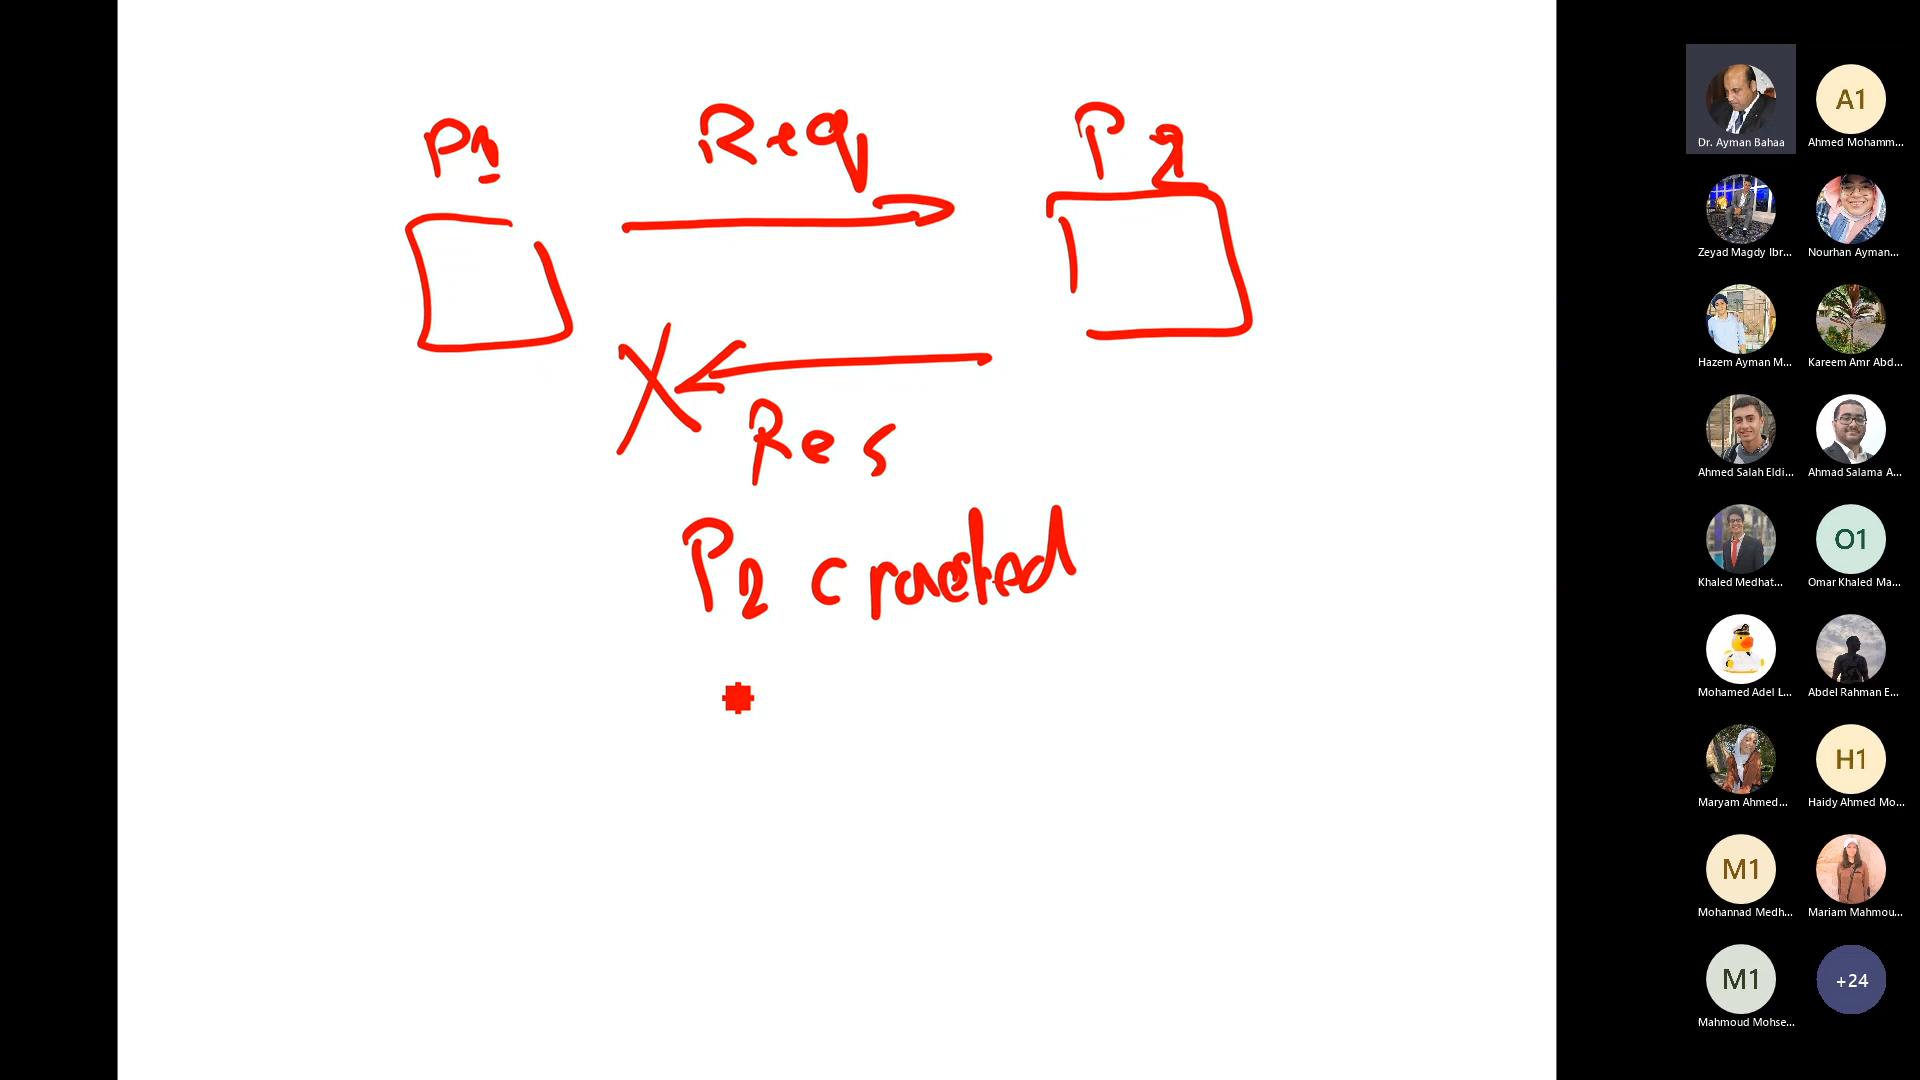 P1 Req P2
Res
P2 crashed
Dr. Ayman Bahaa
A1
Ahmed Mohamm...
Zeyad Magdy Ibr...
Nourhan Ayman...
Hazem Ayman M...
Kareem Amr Abd...
Ahmed Salah Eldi...
Ahmad Salama A...
Khaled Medhat...
O1
Omar Khaled Ma...
Mohamed Adel L...
Abdel Rahman E...
Maryam Ahmed...
H1
Haidy Ahmed Mo...
M1
Mohannad Medh...
Mariam Mahmou...
M1
Mahmoud Mohse...
+24